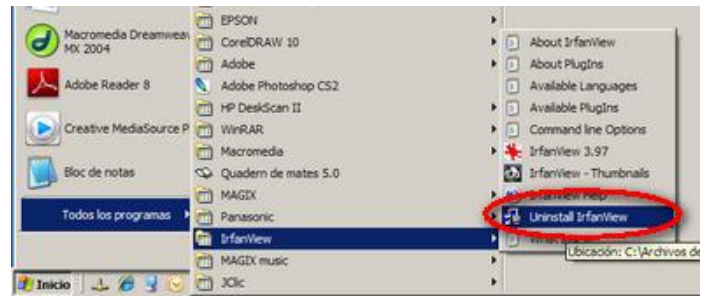 Macromedia Dreamweav
MX 2004
Adobe Reader 8
Creative MediaSource P
Bloc de notas
Todos los programas
Inicio
EPSON
CorelDRAW 10
Adobe
Adobe Photoshop CS2
HP DeskScan II
WinRAR
Macromedia
Quadern de mates 5.0
MAGIX
Panasonic
IrfanView
MAGIX music
JClic
About IrfanView
About PlugIns
Available Languages
Available PlugIns
Command line Options
IrfanView 3.97
IrfanView - Thumbnails
IrfanView Help
Uninstall IrfanView
Ubicación: C:\Archivos de